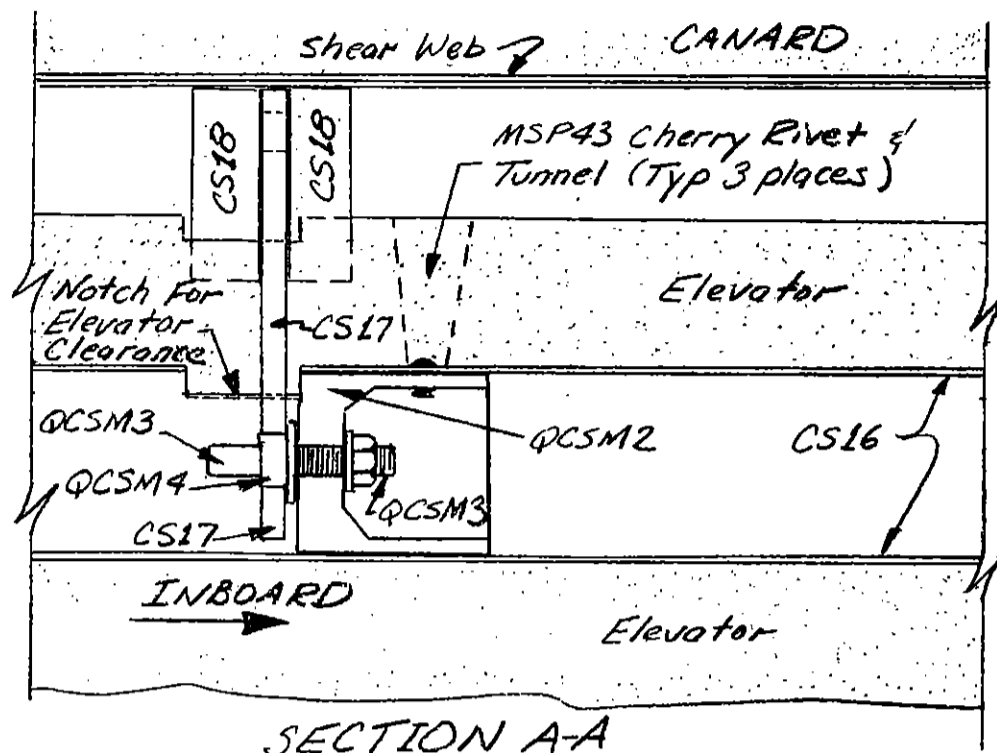 Shear Web
CANARD
CS18
CS18
MSP43 Cherry Rivet &
Tunnel (Typ 3 places)
Elevator
Notch For
Elevator
Clearance
CS17
QCSM3
QCSM2
CS16
QCSM4
QCSM3
CS17
INBOARD
Elevator
SECTION A-A